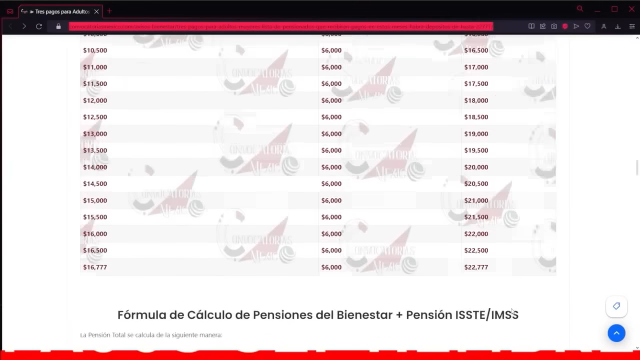 Tres pagos para Adulto
$10,500 $6,000 $16,500
$11,000 $6,000 $17,000
$11,500 $6,000 $17,500
$12,000 $6,000 $18,000
$12,500 $6,000 $18,500
$13,000 $6,000 $19,000
$13,500 $6,000 $19,500
$14,000 $6,000 $20,000
$14,500 $6,000 $20,500
$15,000 $6,000 $21,000
$15,500 $6,000 $21,500
$16,000 $6,000 $22,000
$16,500 $6,000 $22,500
$16,777 $6,000 $22,777
Fórmula de Cálculo de Pensiones del Bienestar + Pensión ISSTE/IMSS
La Pensión Total se calcula de la siguiente manera: